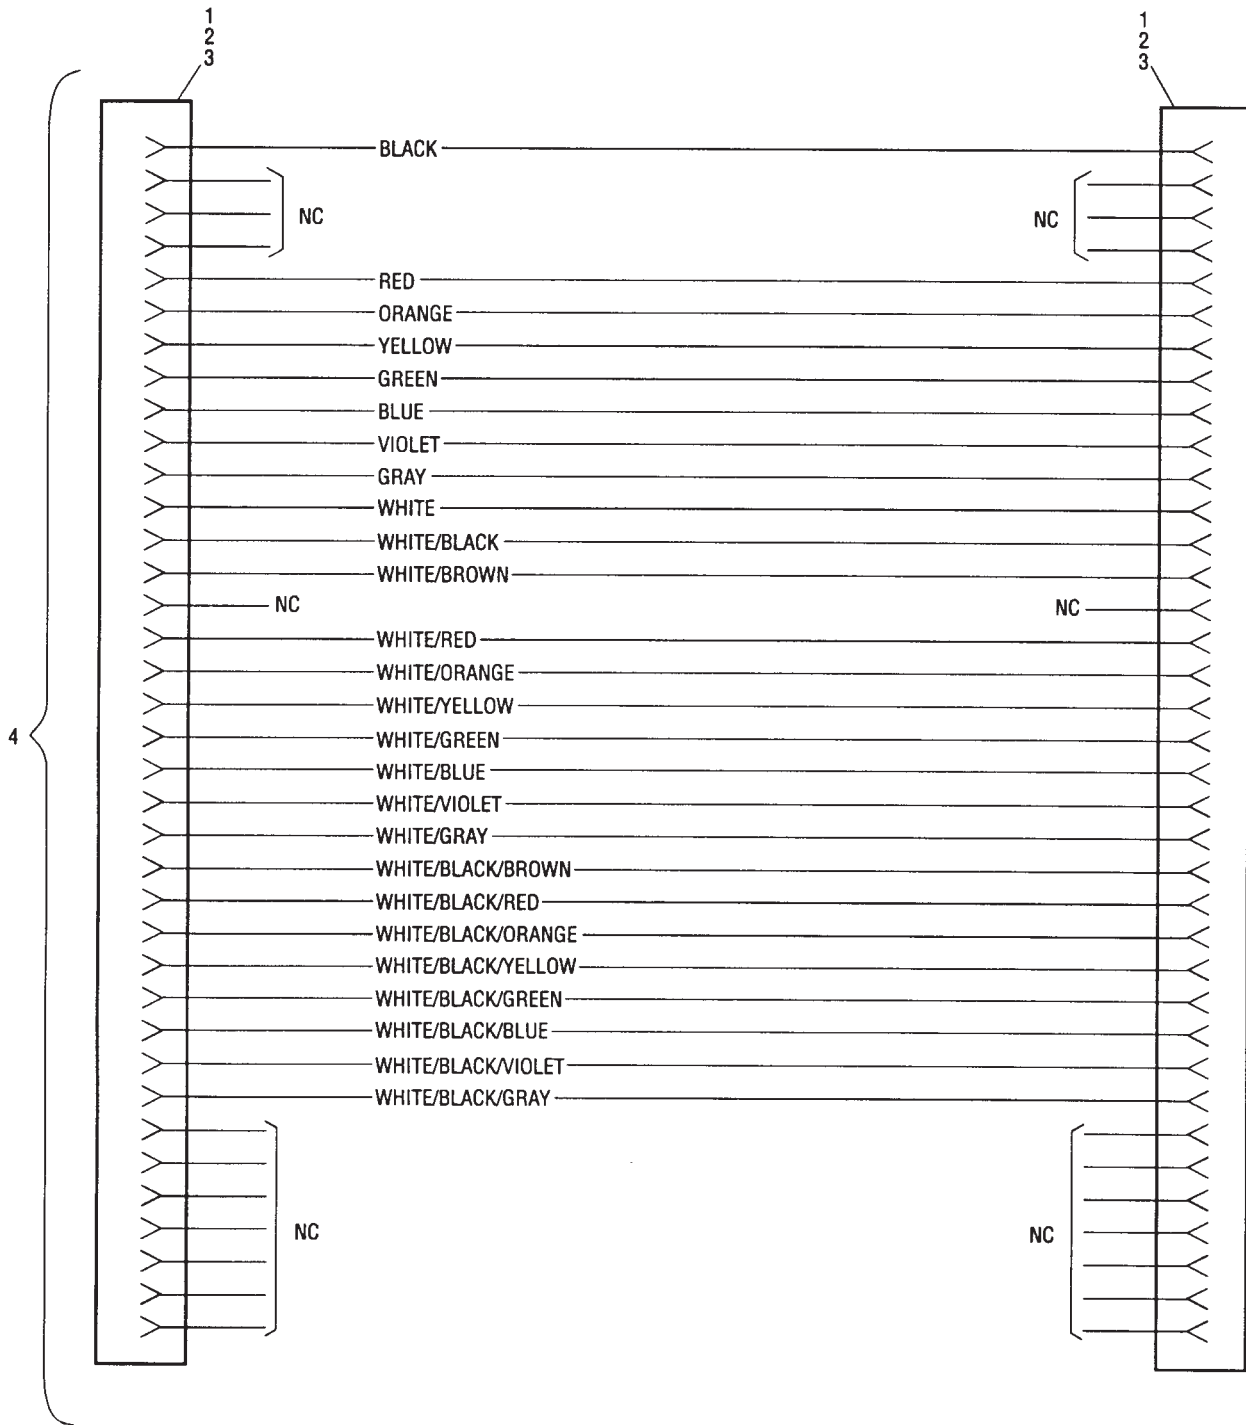 1
2
3
1
2
3
BLACK
NC
NC
RED
ORANGE
YELLOW
GREEN
BLUE
VIOLET
GRAY
WHITE
WHITE/BLACK
WHITE/BROWN
NC
NC
WHITE/RED
WHITE/ORANGE
WHITE/YELLOW
4
WHITE/GREEN
WHITE/BLUE
WHITE/VIOLET
WHITE/GRAY
WHITE/BLACK/BROWN
WHITE/BLACK/RED
WHITE/BLACK/ORANGE
WHITE/BLACK/YELLOW
WHITE/BLACK/GREEN
WHITE/BLACK/BLUE
WHITE/BLACK/VIOLET
WHITE/BLACK/GRAY
NC
NC